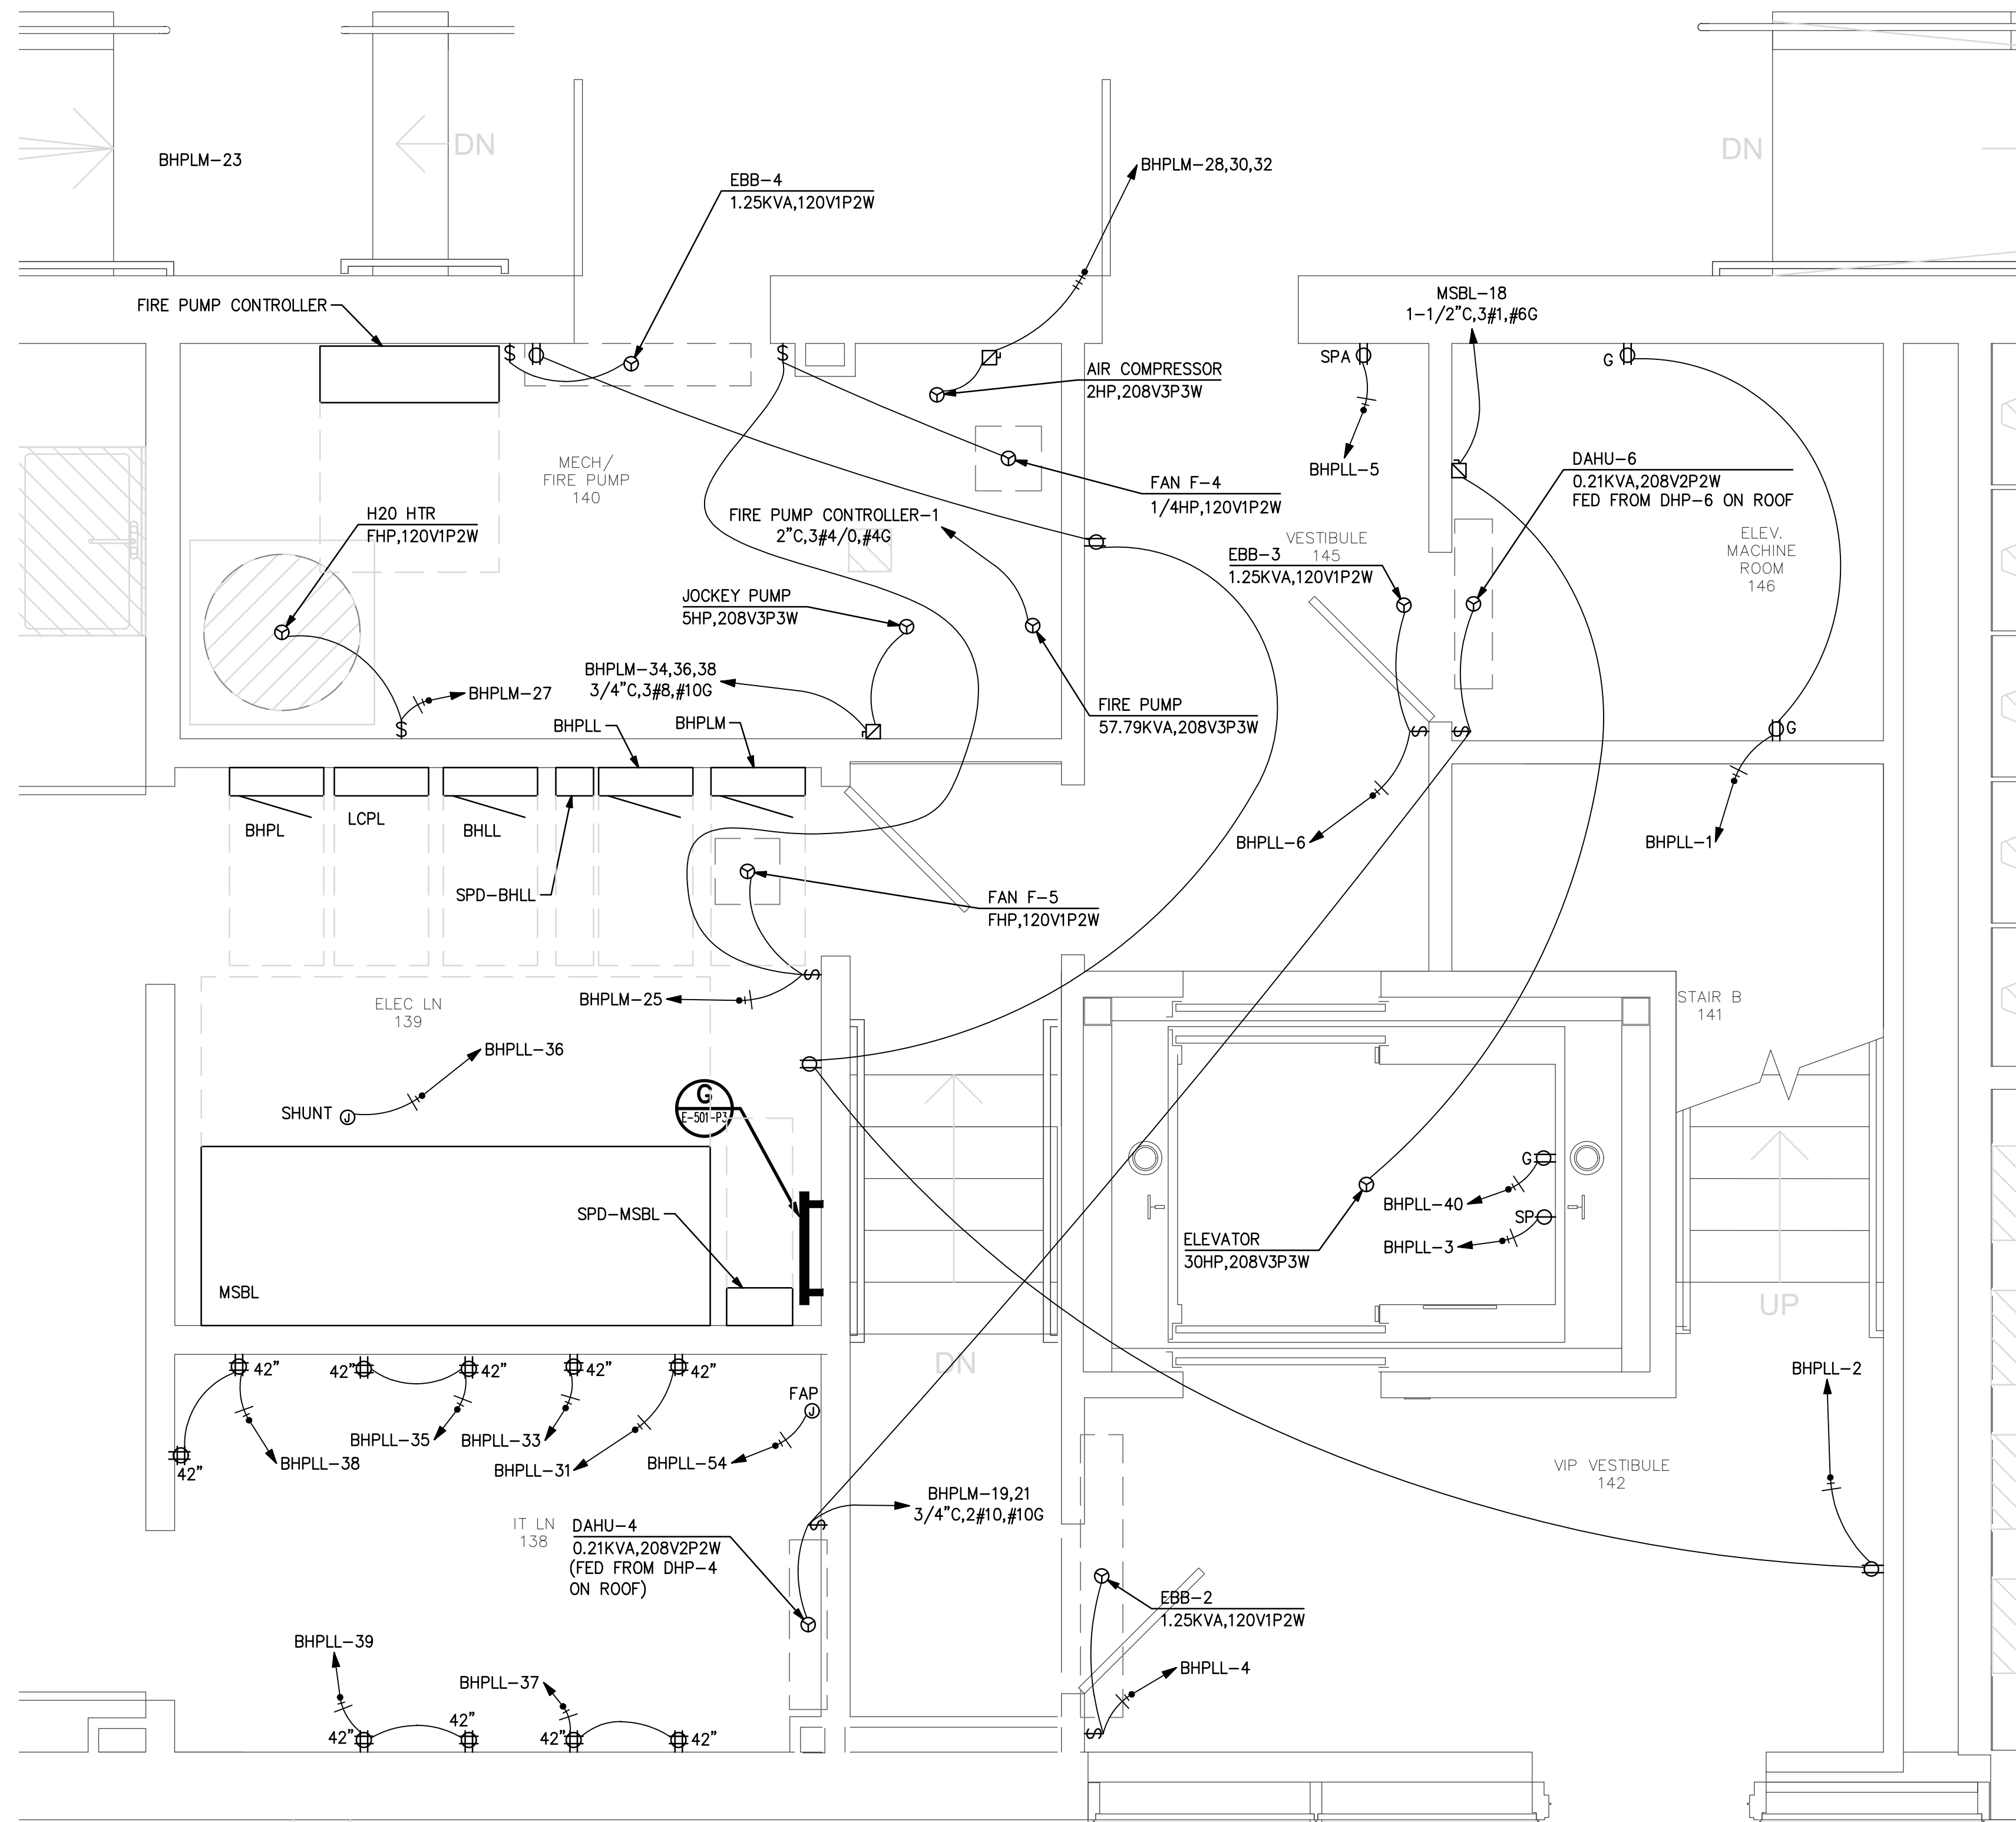 DN
DN
BHPLM-23
BHPLM-28,30,32
EBB-4
1.25KVA,120V1P2W
FIRE PUMP CONTROLLER
MSBL-18
1-1/2"C,3#1,#6G
$
$
SPA
G
AIR COMPRESSOR
2HP,208V3P3W
MECH/
FIRE PUMP
140
BHPLL-5
DAHU-6
0.21KVA,208V2P2W
FED FROM DHP-6 ON ROOF
FAN F-4
1/4HP,120V1P2W
H20 HTR
FHP,120V1P2W
FIRE PUMP CONTROLLER-1
2"C,3#4/0,#4G
VESTIBULE
145
ELEV.
MACHINE
ROOM
146
EBB-3
1.25KVA,120V1P2W
JOCKEY PUMP
5HP,208V3P3W
BHPLM-34,36,38
3/4"C,3#8,#10G
BHPLM-27
$
FIRE PUMP
57.79KVA,208V3P3W
BHPLL
BHPLM
$
$
G
BHPL
LCPL
BHLL
BHPLL-6
BHPLL-1
SPD-BHLL
FAN F-5
FHP,120V1P2W
$
BHPLM-25
ELEC LN
139
STAIR B
141
BHPLL-36
SHUNT
J
G
E-501-P3
G
BHPLL-40
SP
BHPLL-3
SPD-MSBL
ELEVATOR
30HP,208V3P3W
MSBL
UP
DN
42"
42"
42"
42"
42"
BHPLL-2
FAP
J
BHPLL-35
BHPLL-33
BHPLL-38
BHPLL-31
BHPLL-54
42"
VIP VESTIBULE
142
BHPLM-19,21
3/4"C,2#10,#10G
IT LN
138
$
DAHU-4
0.21KVA,208V2P2W
(FED FROM DHP-4
ON ROOF)
EBB-2
1.25KVA,120V1P2W
BHPLL-39
BHPLL-37
BHPLL-4
42"
42"
42"
42"
$